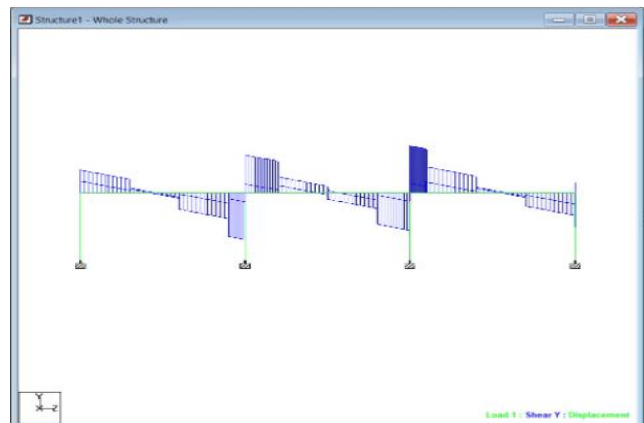 Structure1 - Whole Structure
Y
X Z
Load 1 : Shear Y : Displacement